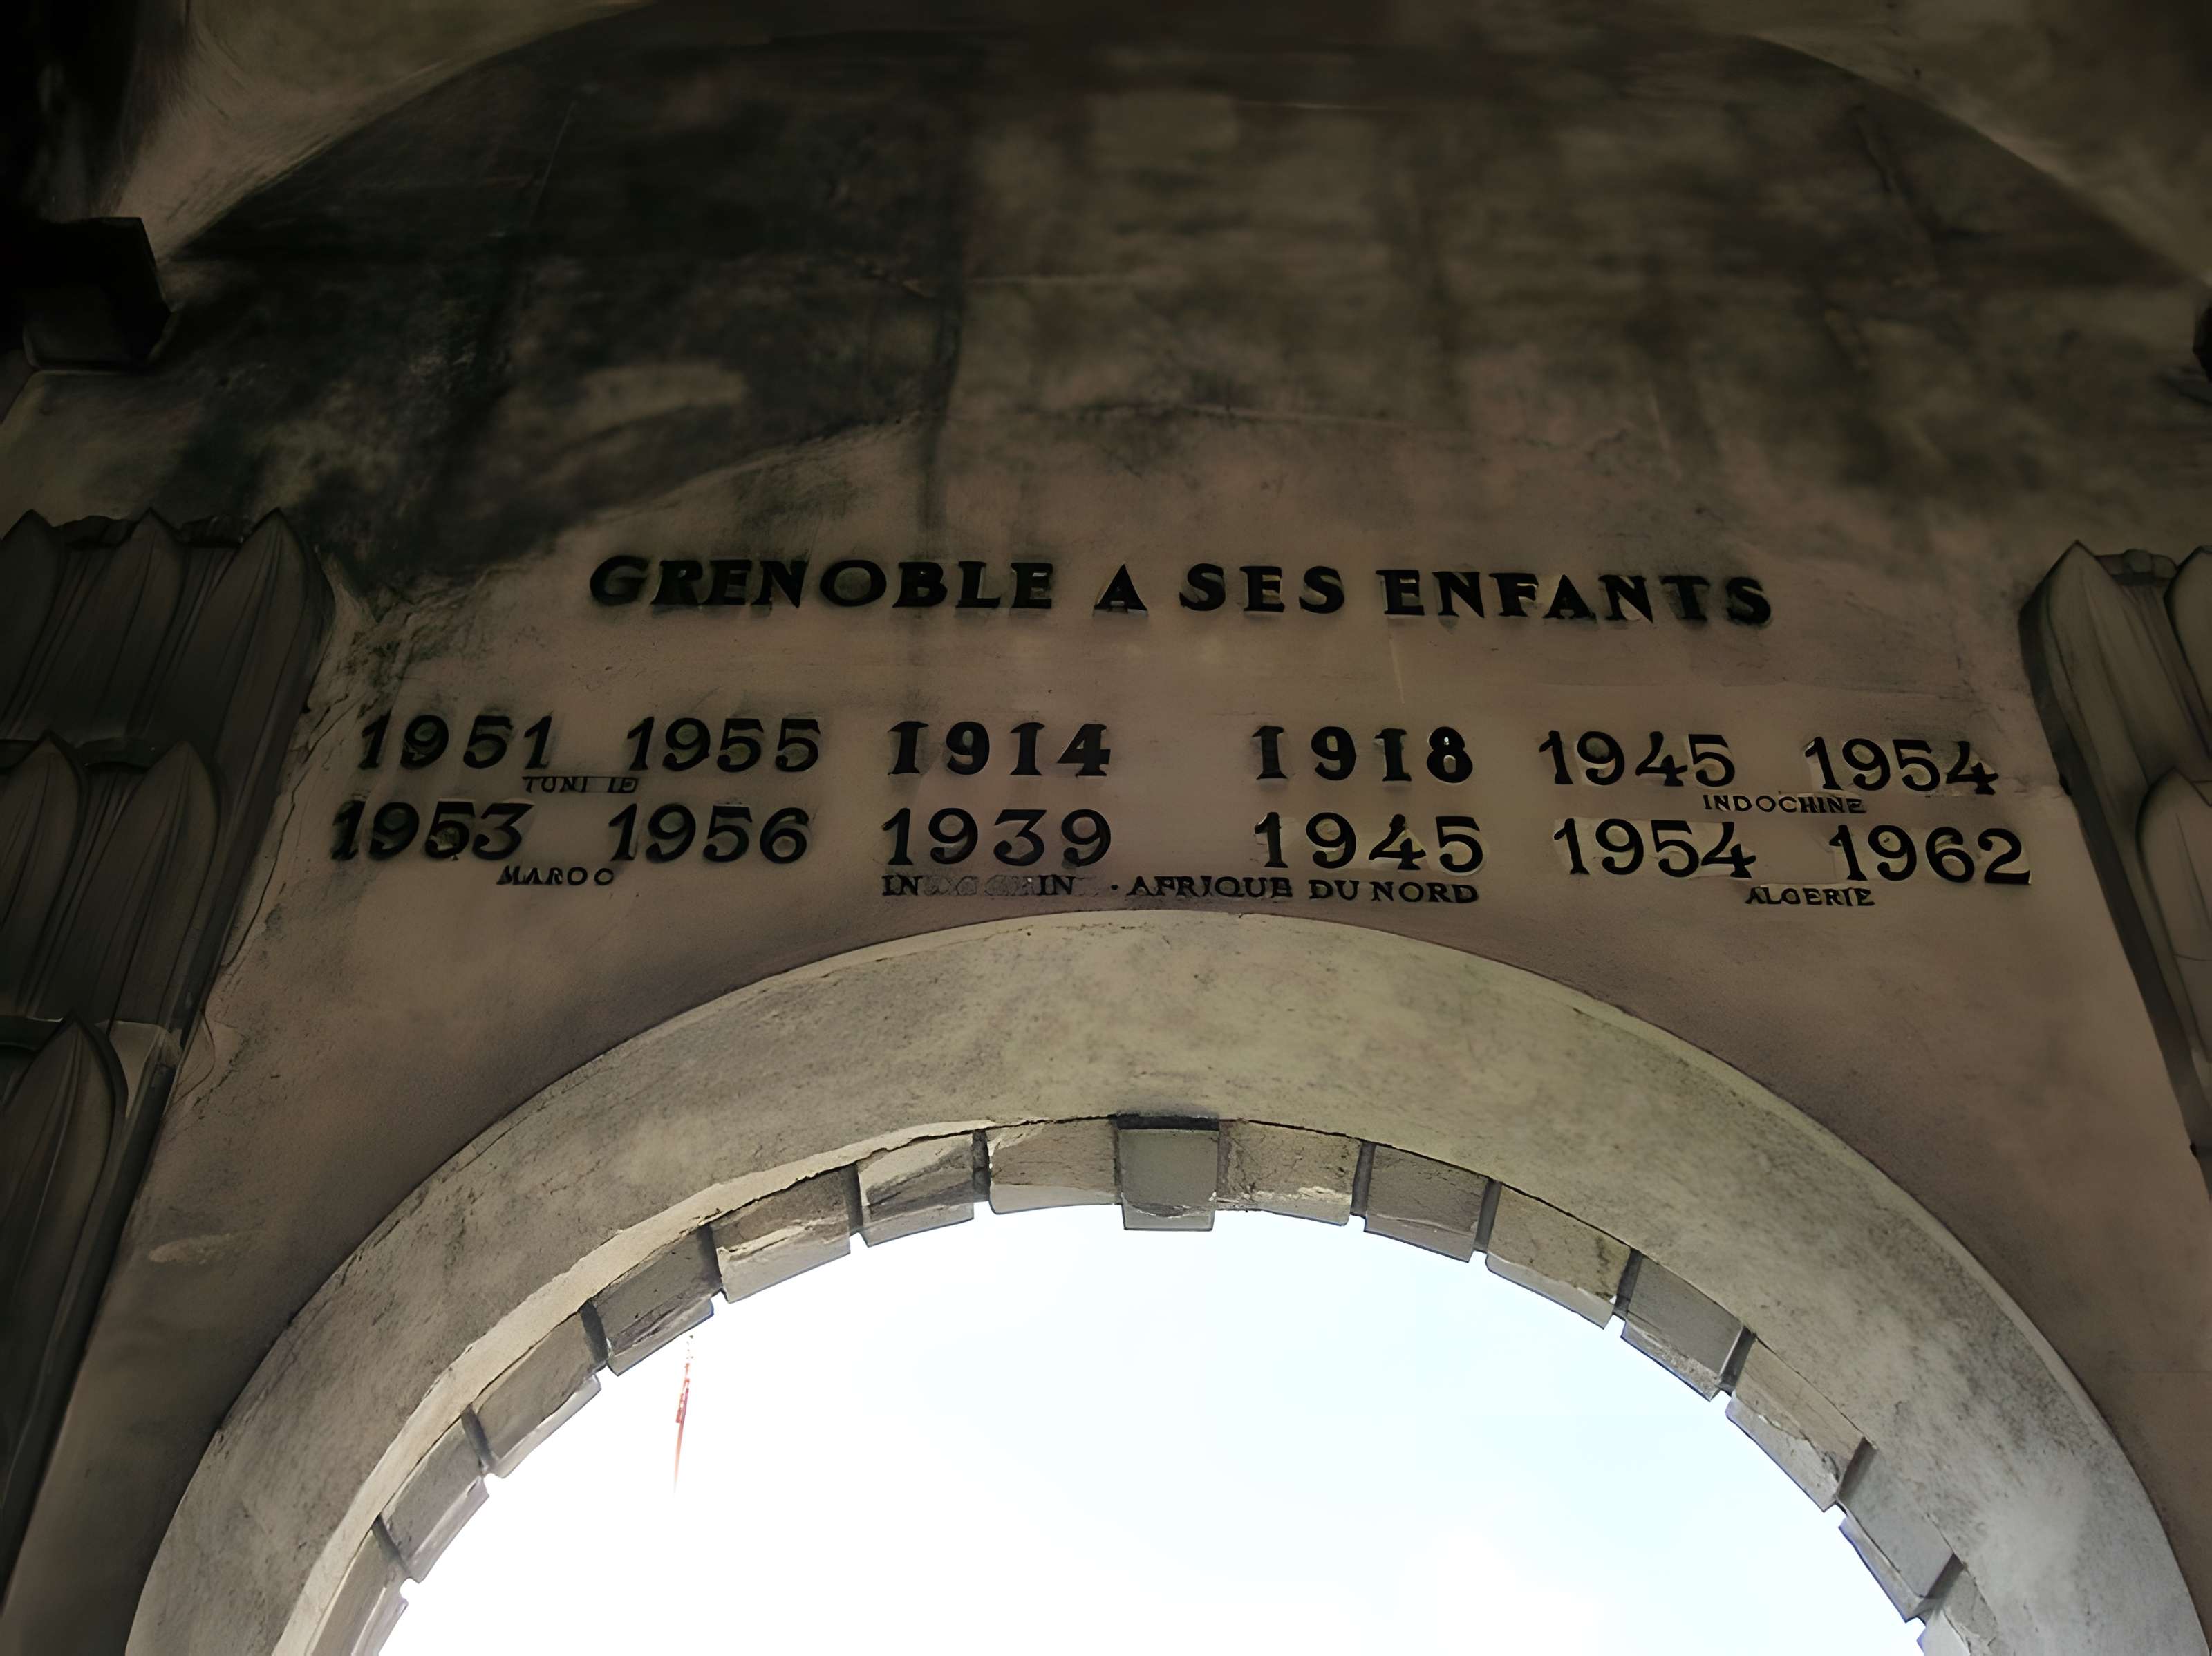 GRENOBLE A SES ENFANTS
1951 1955 1914 1918 1945 1954
INDOCHINE
1953 1956 1939 1945 1954 1962
MAROC · AFRIQUE DU NORD ALGERIE